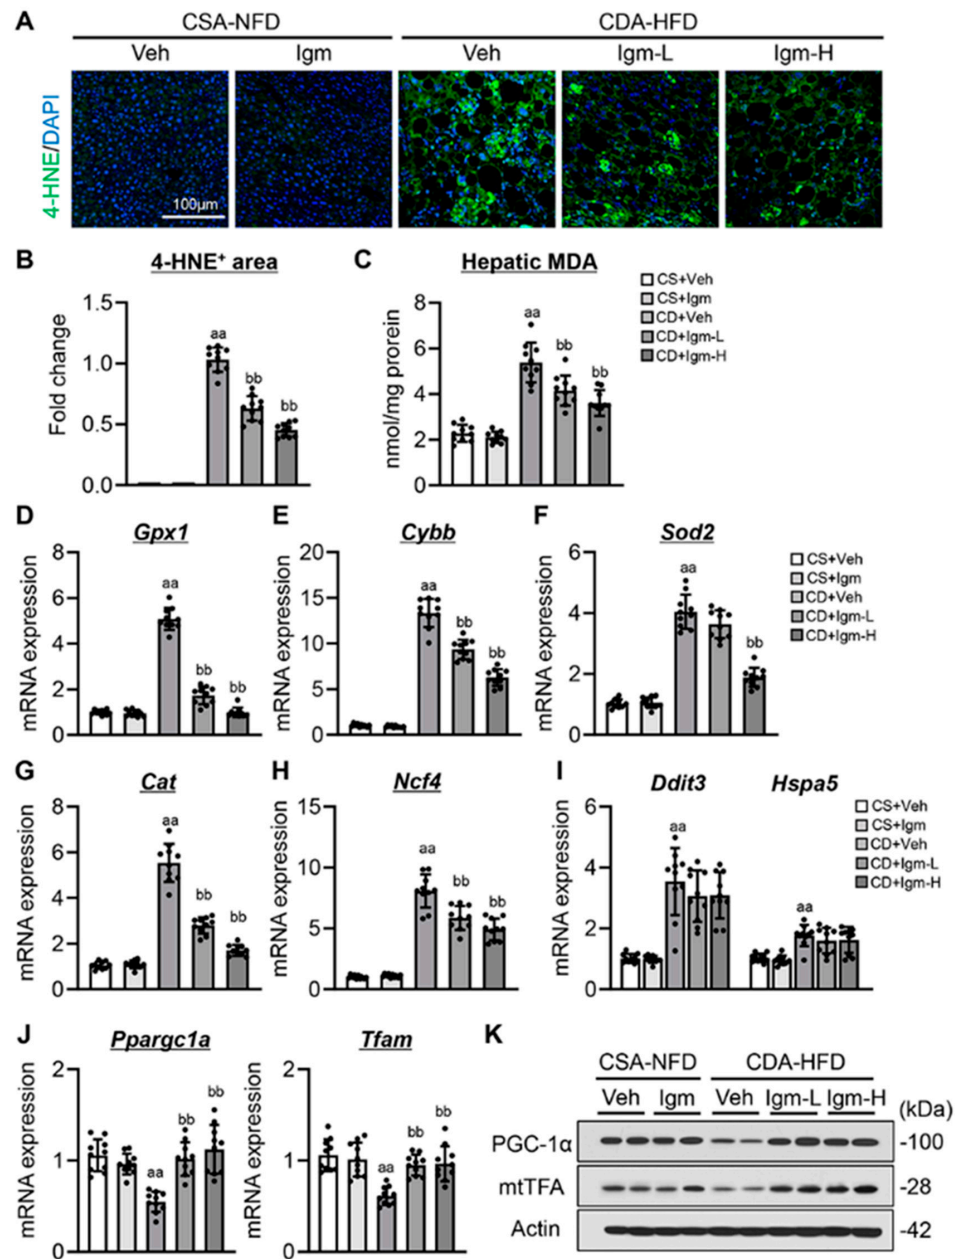 A
CSA-NFD CDA-HFD
Veh Igm Veh Igm-L Igm-H
4-HNE/DAPI
100μm
B 4-HNE⁺ area
Fold change
1.5
1.0
0.5
0.0
aa
bb
bb
C Hepatic MDA
nmol/mg prorein
8
6
4
2
0
aa
bb
bb
CS+Veh
CS+Igm
CD+Veh
CD+Igm-L
CD+Igm-H
D Gpx1
mRNA expression
8
6
4
2
0
aa
bb
bb
E Cybb
mRNA expression
20
15
10
5
0
aa
bb
bb
F Sod2
mRNA expression
6
4
2
0
aa
bb
CS+Veh
CS+Igm
CD+Veh
CD+Igm-L
CD+Igm-H
G Cat
mRNA expression
8
6
4
2
0
aa
bb
bb
H Ncf4
mRNA expression
15
10
5
0
aa
bb
bb
I Ddit3 Hspa5
mRNA expression
6
4
2
0
aa
aa
CS+Veh
CS+Igm
CD+Veh
CD+Igm-L
CD+Igm-H
J Ppargc1a
mRNA expression
2
1
0
aa
bb
bb
Tfam
mRNA expression
2
1
0
aa
bb
bb
K
CSA-NFD CDA-HFD
Veh Igm Veh Igm-L Igm-H
(kDa)
PGC-1α -100
mtTFA -28
Actin -42